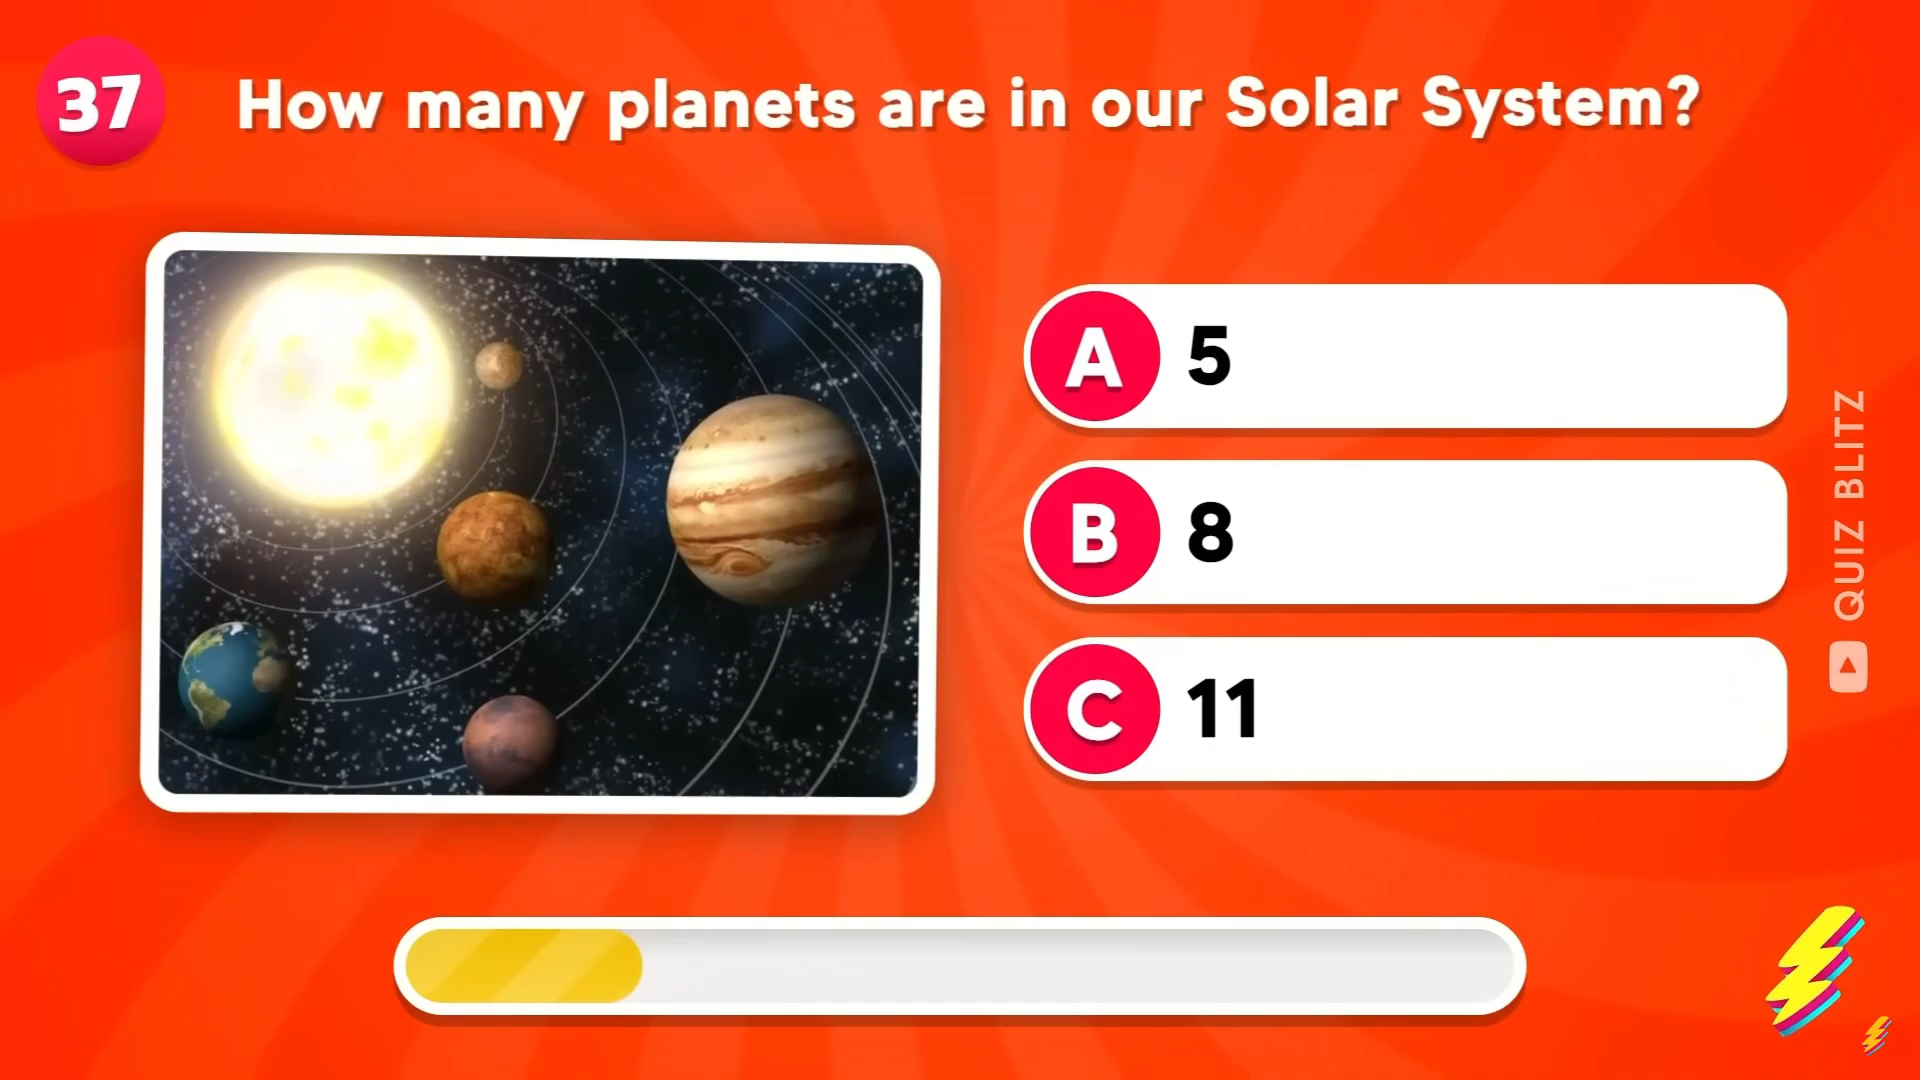 37
How many planets are in our Solar System?
A 5
B 8
C 11
QUIZ BLITZ